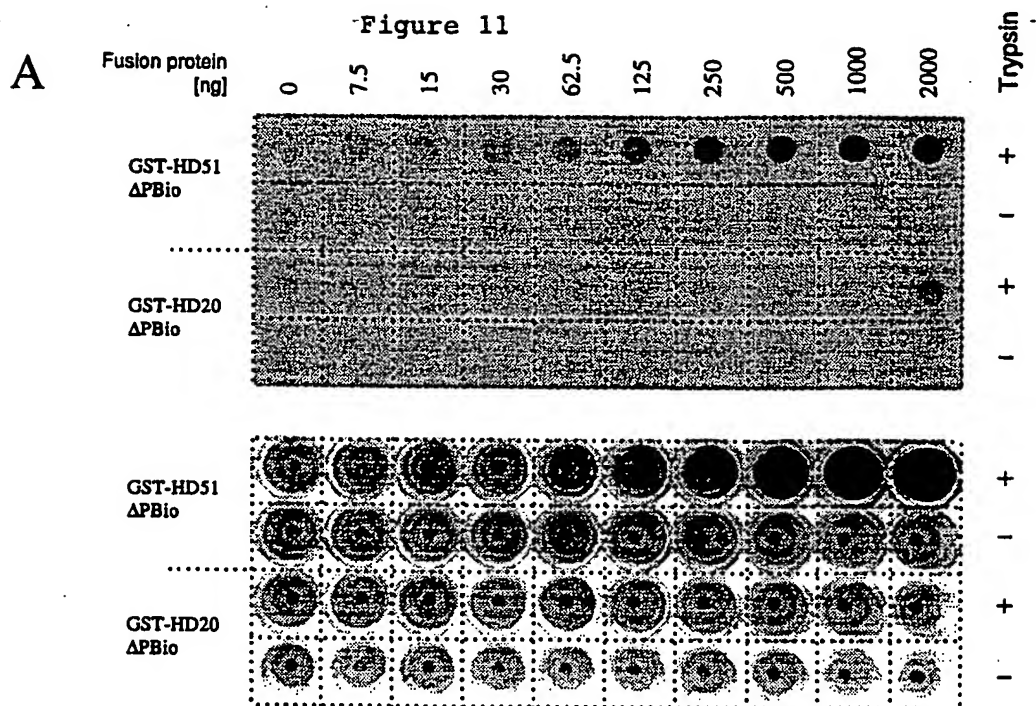 Figure 11
A
Fusion protein
[ng]
0 7.5 15 30 62.5 125 250 500 1000 2000 Trypsin
GST-HD51
ΔPBio
+
-
GST-HD20
ΔPBio
+
-
GST-HD51
ΔPBio
+
-
GST-HD20
ΔPBio
+
-